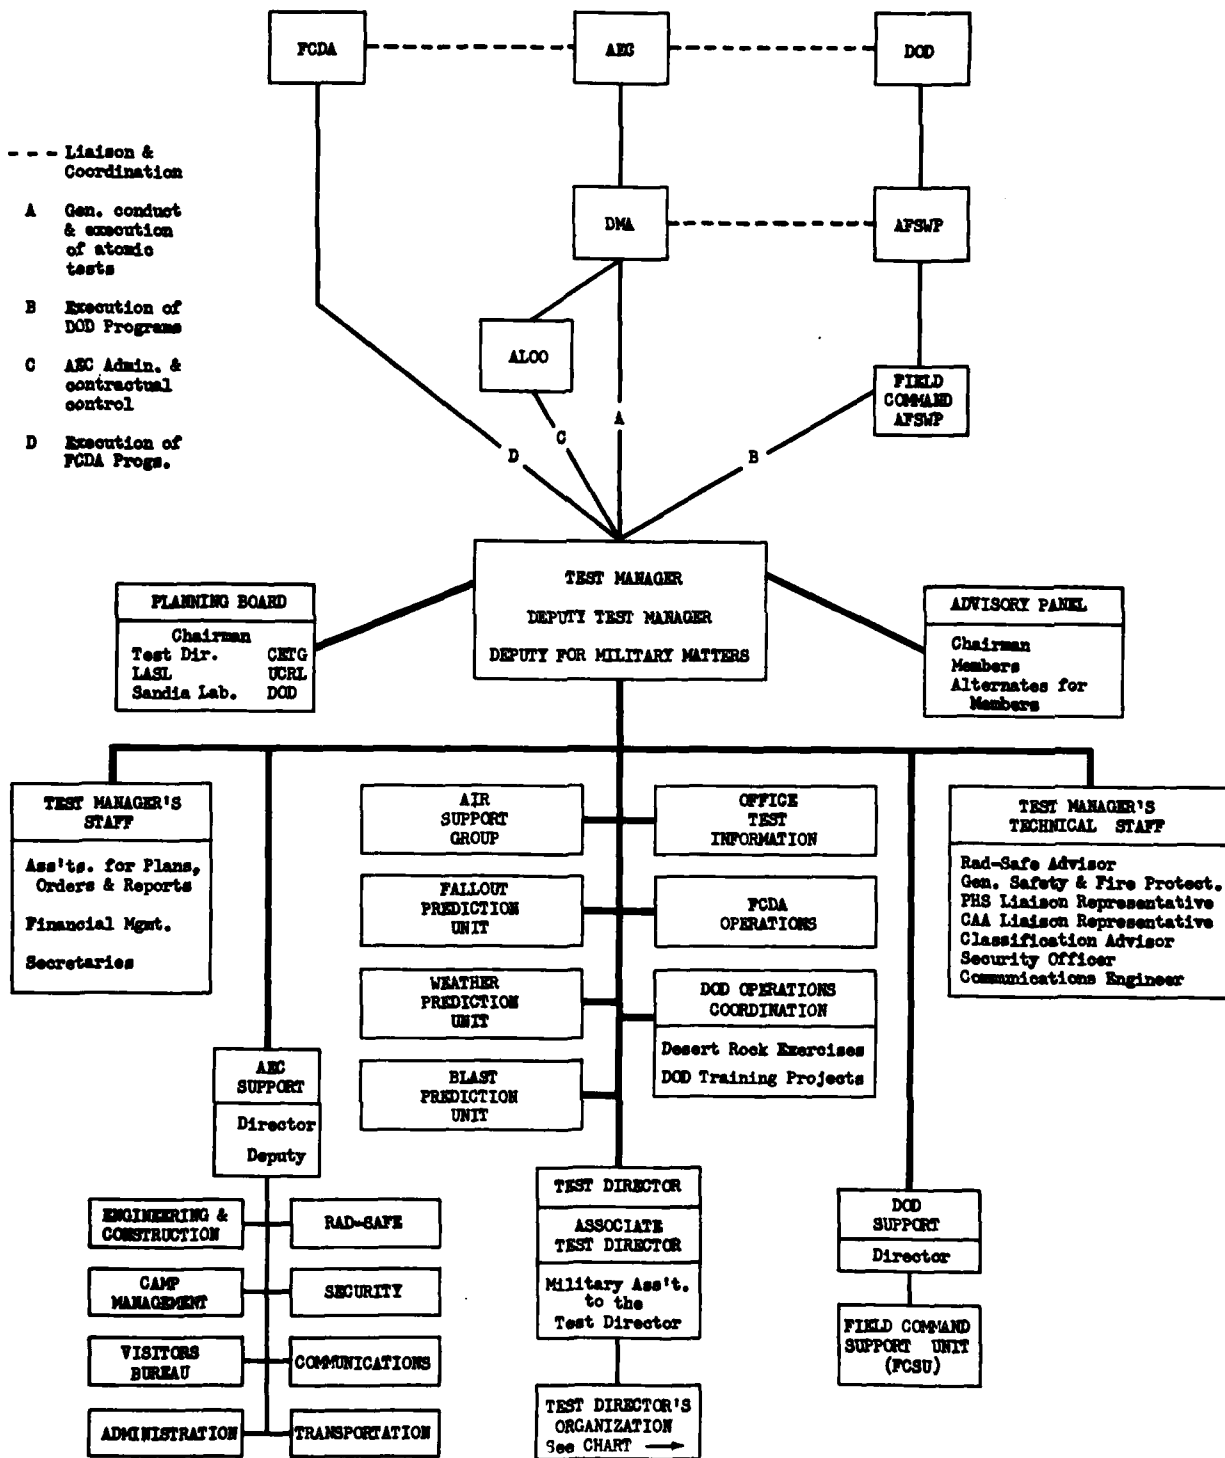 FCDA
AEC
DOD
--- Liaison &
Coordination
A Gen. conduct
& execution
of atomic
tests
B Execution of
DOD Programs
C AEC Admin. &
contractual
control
D Execution of
FCDA Progs.
DMA
AFSWP
ALOO
FIELD
COMMAND
AFSWP
A
C
D
B
TEST MANAGER
DEPUTY TEST MANAGER
DEPUTY FOR MILITARY MATTERS
PLANNING BOARD
Chairman
Test Dir. CETG
LASL UCRL
Sandia Lab. DOD
ADVISORY PANEL
Chairman
Members
Alternates for
Members
TEST MANAGER'S
STAFF
Ass'ts. for Plans,
Orders & Reports
Financial Mgmt.
Secretaries
AIR
SUPPORT
GROUP
OFFICE
TEST
INFORMATION
FALLOUT
PREDICTION
UNIT
FCDA
OPERATIONS
WEATHER
PREDICTION
UNIT
DOD OPERATIONS
COORDINATION
Desert Rock Exercises
DOD Training Projects
BLAST
PREDICTION
UNIT
TEST MANAGER'S
TECHNICAL STAFF
Rad-Safe Advisor
Gen. Safety & Fire Protect.
PHS Liaison Representative
CAA Liaison Representative
Classification Advisor
Security Officer
Communications Engineer
AEC
SUPPORT
Director
Deputy
ENGINEERING &
CONSTRUCTION
RAD-SAFE
CAMP
MANAGEMENT
SECURITY
VISITORS
BUREAU
COMMUNICATIONS
ADMINISTRATION
TRANSPORTATION
TEST DIRECTOR
ASSOCIATE
TEST DIRECTOR
Military Ass't.
to the
Test Director
TEST DIRECTOR'S
ORGANIZATION
See CHART →
DOD
SUPPORT
Director
FIELD COMMAND
SUPPORT UNIT
(FCSU)